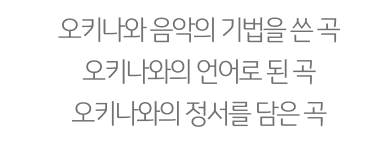 오키나와 음악의 기법을 쓴 곡
오키나와의 언어로 된 곡
오키나와의 정서를 담은 곡